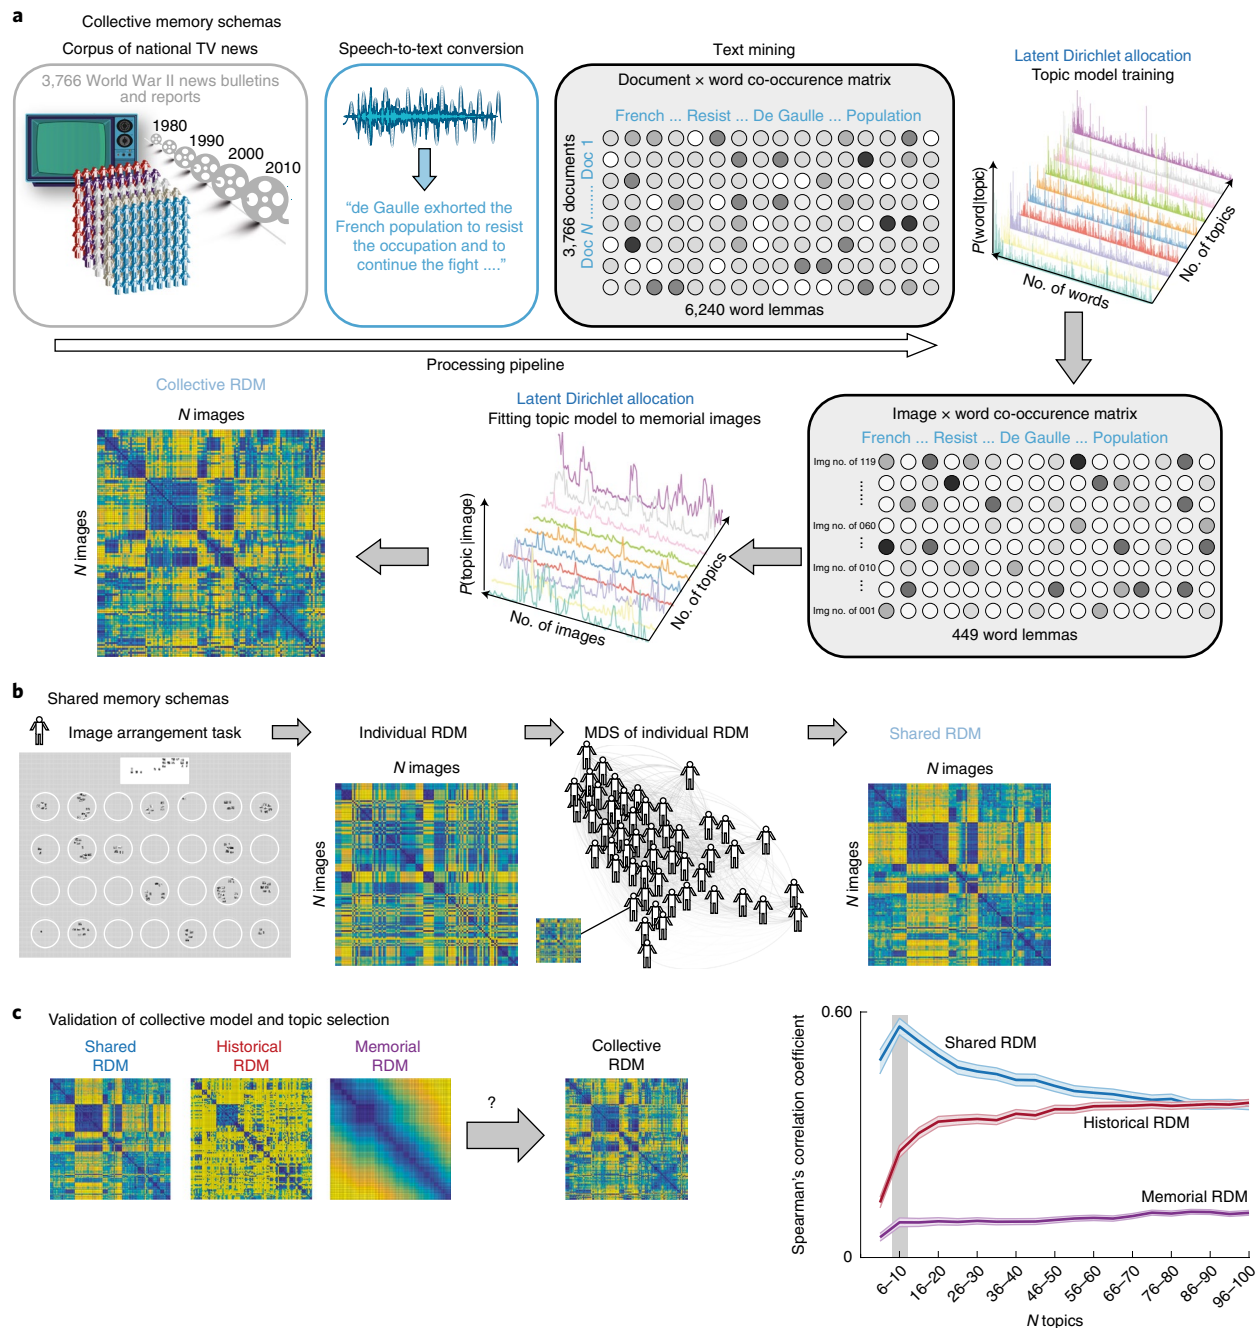 a
Collective memory schemas
Corpus of national TV news
3,766 World War II news bulletins
and reports
1980
1990
2000
2010
Speech-to-text conversion
“de Gaulle exhorted the
French population to resist
the occupation and to
continue the fight ....”
Text mining
Document × word co-occurence matrix
French ... Resist ... De Gaulle ... Population
3,766 documents
Doc N ........ Doc 1
6,240 word lemmas
Latent Dirichlet allocation
Topic model training
P(word|topic)
No. of words
No. of topics
Processing pipeline
Collective RDM
N images
N images
Latent Dirichlet allocation
Fitting topic model to memorial images
P(topic|image)
No. of images
No. of topics
Image × word co-occurence matrix
French ... Resist ... De Gaulle ... Population
Img no. of 119
Img no. of 060
Img no. of 010
Img no. of 001
449 word lemmas
b
Shared memory schemas
Image arrangement task
Individual RDM
N images
N images
MDS of individual RDM
Shared RDM
N images
N images
c
Validation of collective model and topic selection
Shared
RDM
Historical
RDM
Memorial
RDM
?
Collective
RDM
Spearman's correlation coefficient
0.60
0
Shared RDM
Historical RDM
Memorial RDM
6–10
16–20
26–30
36–40
46–50
56–60
66–70
76–80
86–90
96–100
N topics